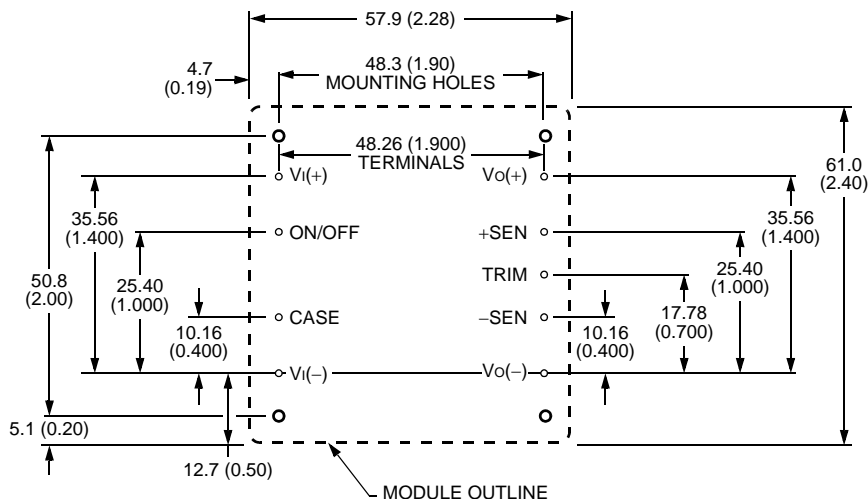 57.9 (2.28)
4.7
(0.19)
48.3 (1.90)
MOUNTING HOLES
48.26 (1.900)
TERMINALS
VI(+)
VO(+)
61.0
(2.40)
35.56
(1.400)
35.56
(1.400)
ON/OFF
+SEN
50.8
(2.00)
25.40
(1.000)
TRIM
25.40
(1.000)
10.16
(0.400)
CASE
–SEN
10.16
(0.400)
17.78
(0.700)
VI(–)
VO(–)
5.1 (0.20)
12.7 (0.50)
MODULE OUTLINE